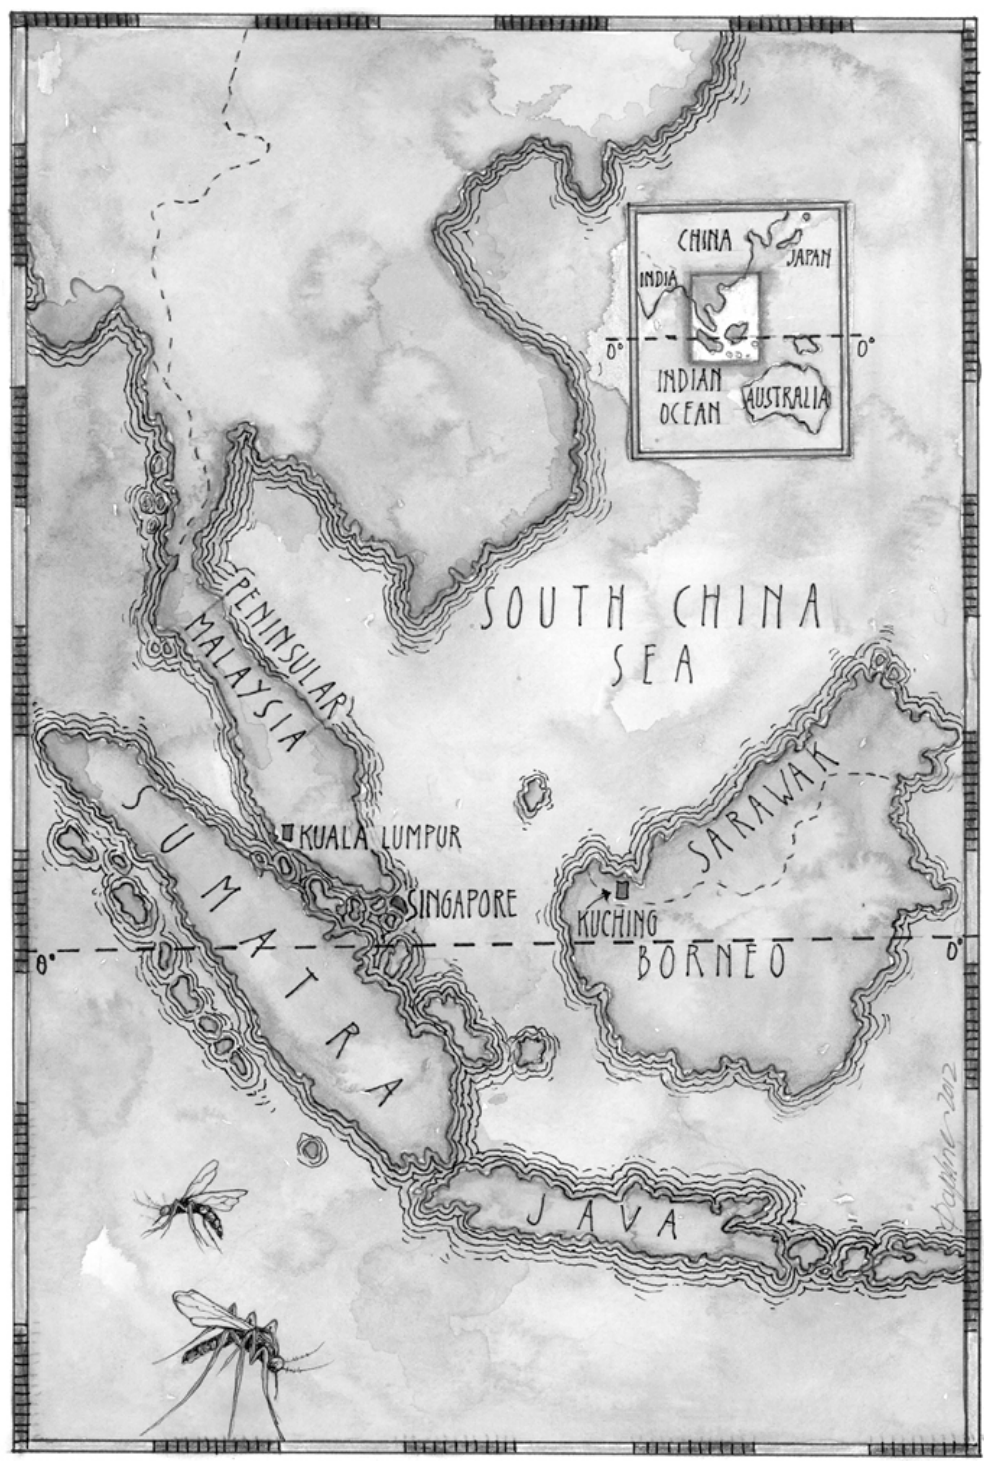 CHINA
JAPAN
INDIA
0°
0°
INDIAN
OCEAN
AUSTRALIA
PENINSULAR
MALAYSIA
SOUTH CHINA
SEA
SARAWAK
SUMATRA
KUALA LUMPUR
SINGAPORE
KUCHING
0°
0°
BORNEO
JAVA
2012